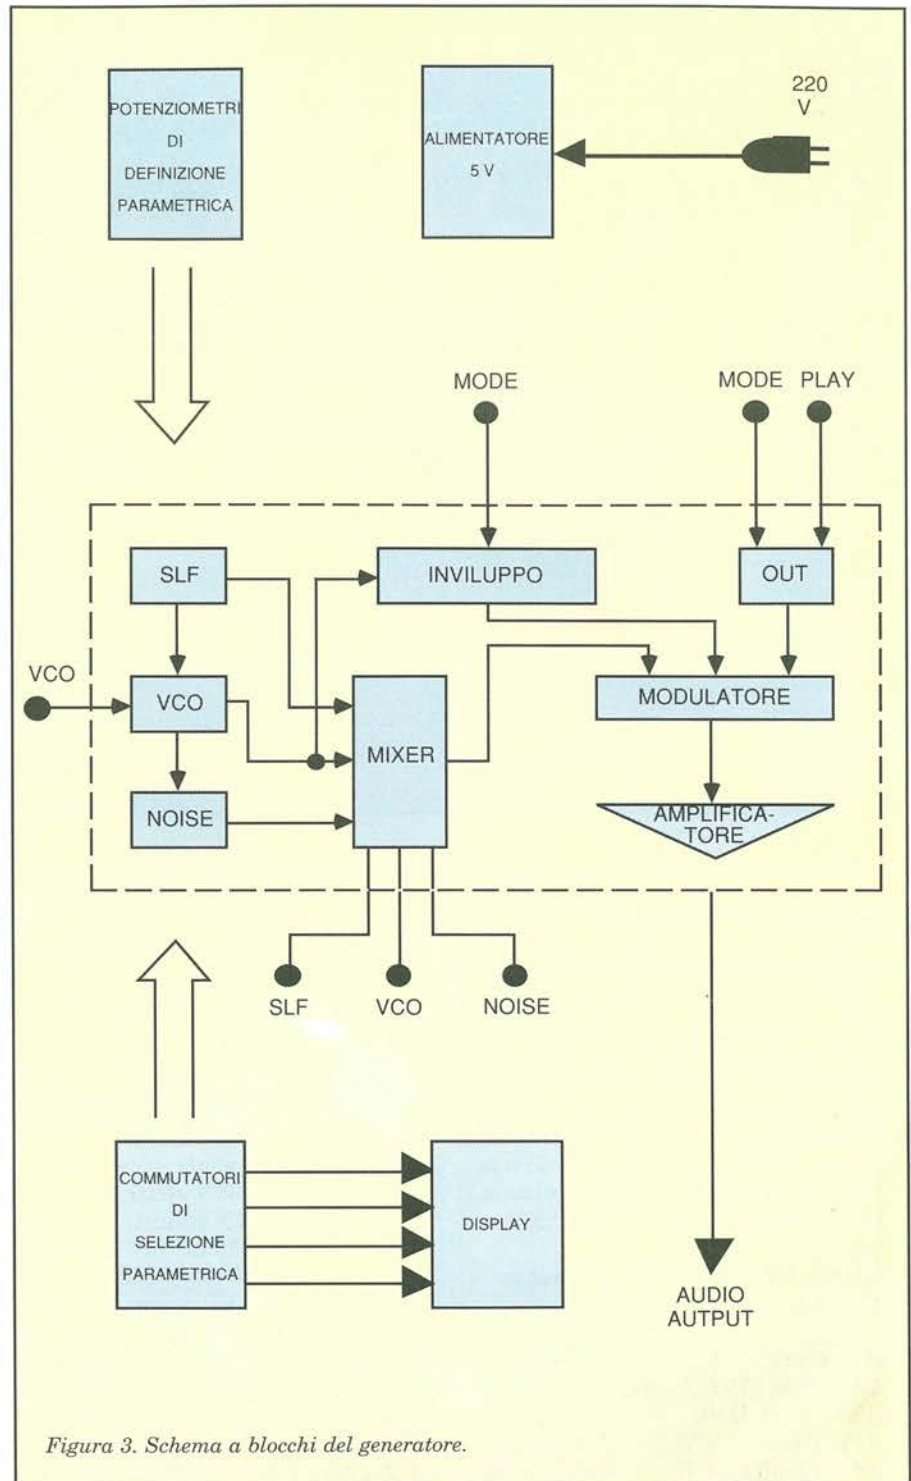 POTENZIOMETRI
DI
DEFINIZIONE
PARAMETRICA
ALIMENTATORE
5 V
220
V
MODE
MODE
PLAY
SLF
INVILUPPO
OUT
VCO
VCO
MIXER
MODULATORE
NOISE
AMPLIFICA-
TORE
SLF
VCO
NOISE
COMMUTATORI
DI
SELEZIONE
PARAMETRICA
DISPLAY
AUDIO
AUTPUT
Figura 3. Schema a blocchi del generatore.